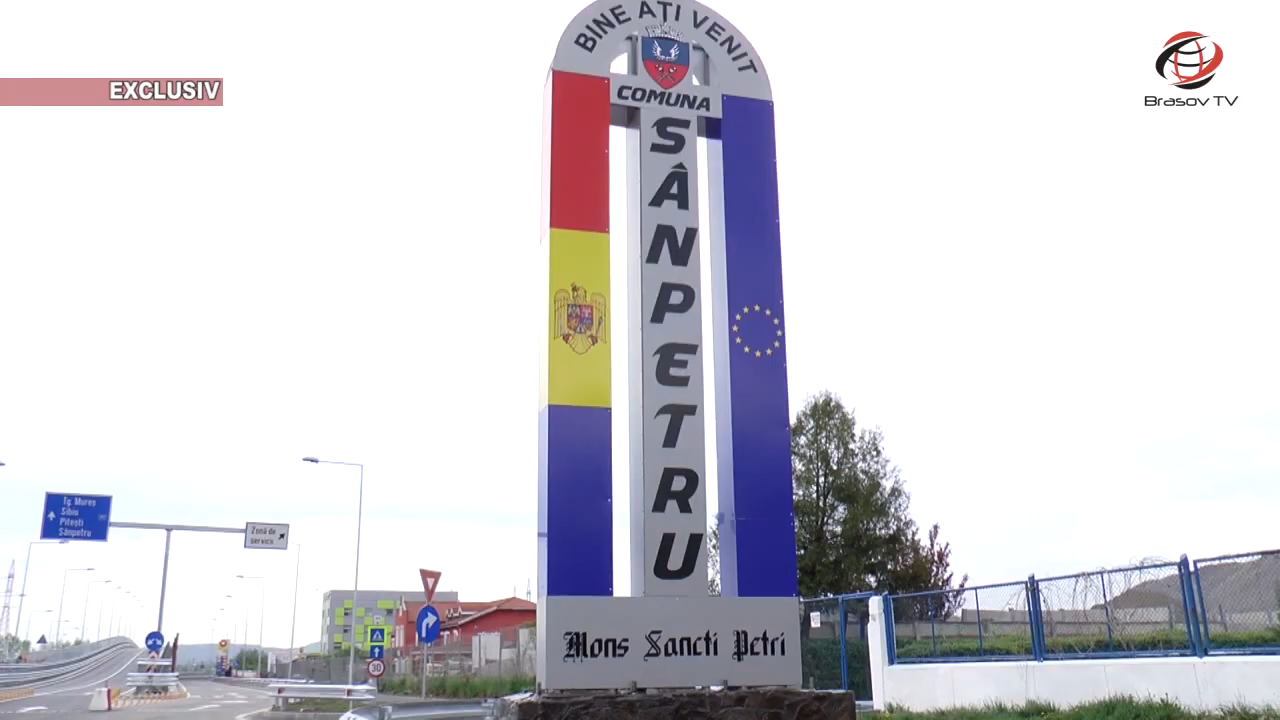 EXCLUSIV
Brasov TV
BINE AȚI VENIT
COMUNA
SÂNPETRU
Mons Sancti Petri
Tg. Mureș
Sibiu
Pitești
Sânpetru
Zonă de
servicii
P
30